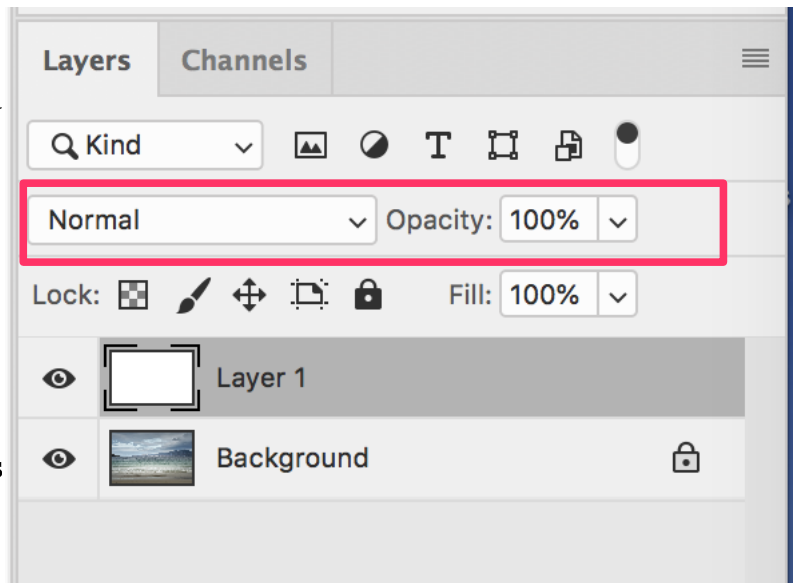 Layers Channels
Kind T
Normal Opacity: 100%
Lock: Fill: 100%
Layer 1
Background
s
s